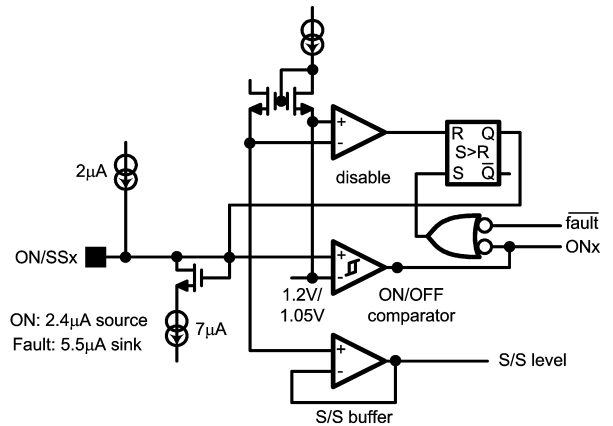 +
-
disable
R Q
S>R
S Q̅
2µA
f̅a̅u̅l̅t̅
ON/SSx
+
-
ONx
1.2V/
1.05V
ON/OFF
comparator
ON: 2.4µA source
Fault: 5.5µA sink
7µA
+
-
S/S level
S/S buffer